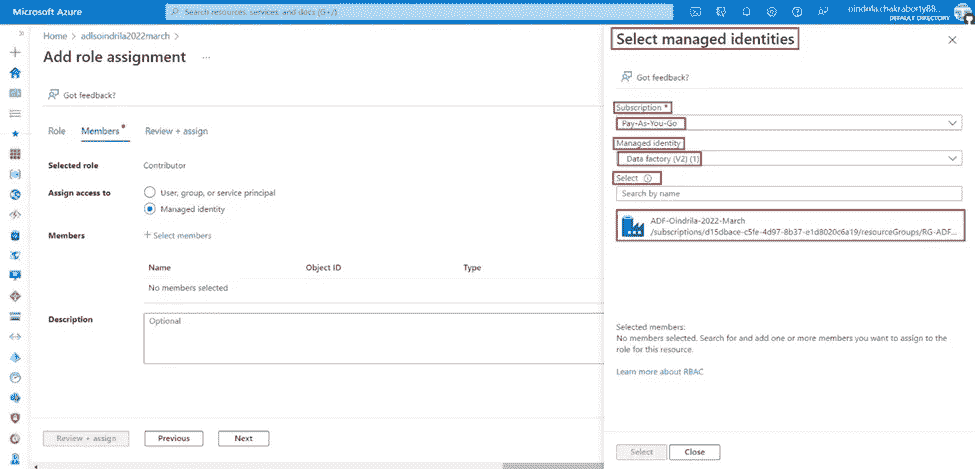 Microsoft Azure
Search resources, services, and docs (G+/)
oindola.chakraborty88...
DEFAULT DIRECTORY
Home > adlsoindrila2022march >
Add role assignment ...
Got feedback?
Role Members * Review + assign
Selected role Contributor
Assign access to User, group, or service principal
Managed identity
Members + Select members
Name Object ID Type
No members selected
Description Optional
Review + assign Previous Next
Select managed identities
Got feedback?
Subscription *
Pay-As-You-Go
Managed identity
Data factory (V2) (1)
Select
Search by name
ADF-Oindrila-2022-March
/subscriptions/d15dbace-c5fe-4d97-8b37-e1d8020c6a19/resourceGroups/RG-ADF...
Selected members:
No members selected. Search for and add one or more members you want to assign to the
role for this resource.
Learn more about RBAC
Select Close